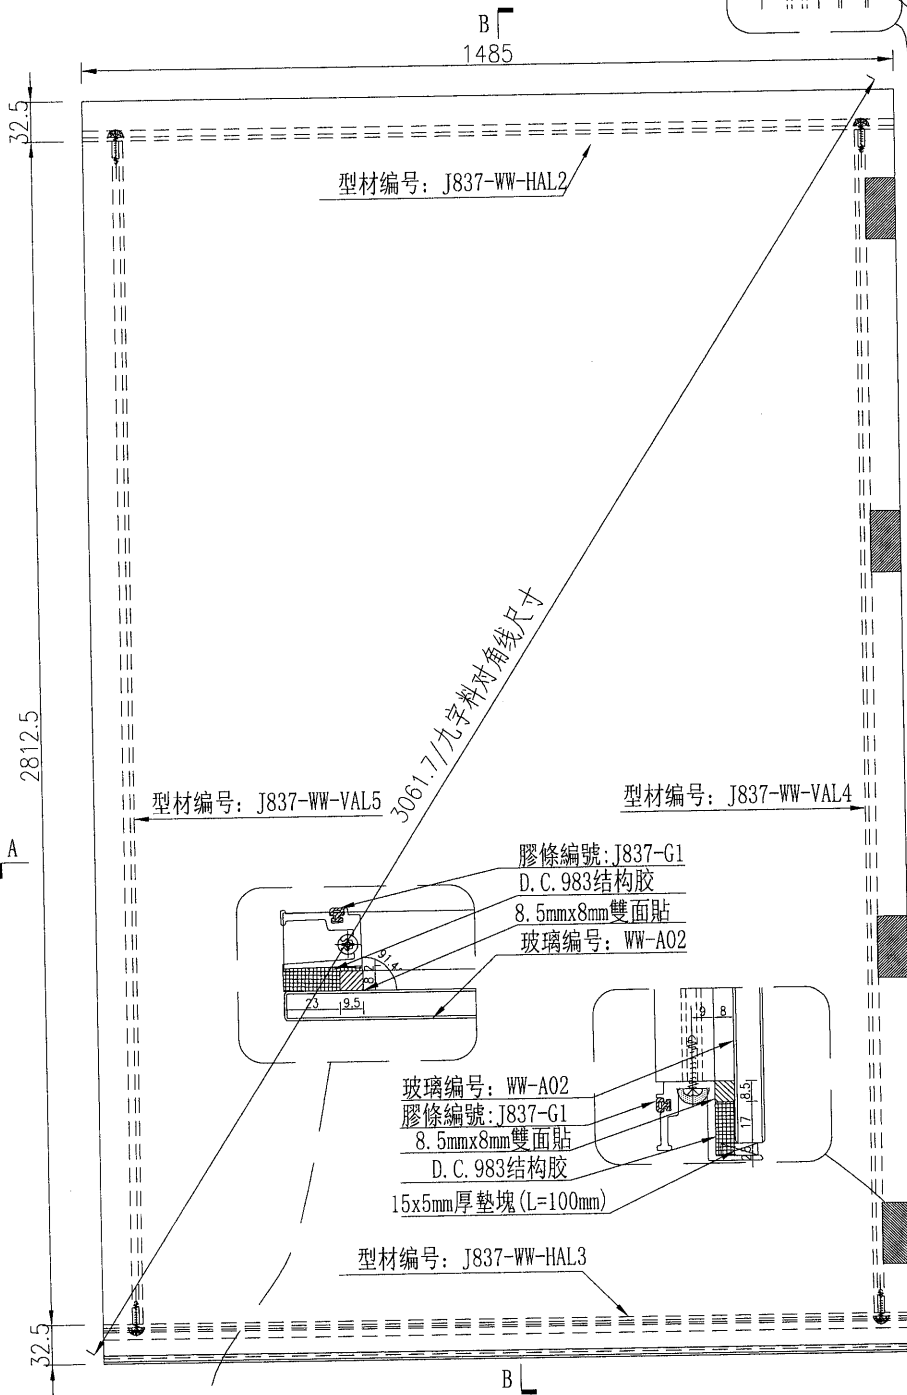 B
1485
32.5
型材编号: J837-WW-HAL2
3061.7/九字料对角线尺寸
2812.5
型材编号: J837-WW-VAL5
型材编号: J837-WW-VAL4
A
膠條編號:J837-G1
D.C.983结构胶
8.5mmx8mm雙面貼
玻璃编号: WW-A02
91.4
8.2
23
9.5
9
8
玻璃编号: WW-A02
膠條編號:J837-G1
8.5mmx8mm雙面貼
D.C.983结构胶
15x5mm厚墊塊(L=100mm)
8.5
17
型材编号: J837-WW-HAL3
32.5
B